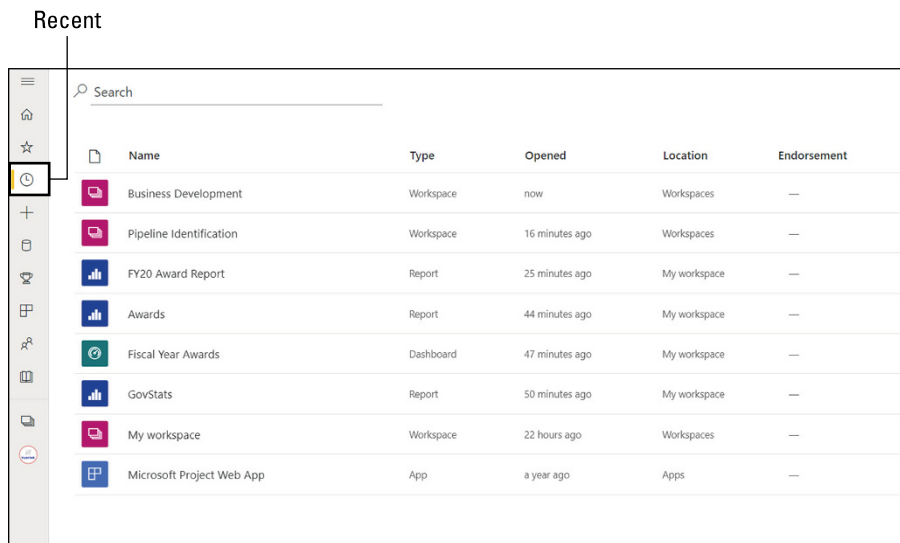 Recent
Search
Name Type Opened Location Endorsement
Business Development Workspace now Workspaces —
Pipeline Identification Workspace 16 minutes ago Workspaces —
FY20 Award Report Report 25 minutes ago My workspace —
Awards Report 44 minutes ago My workspace —
Fiscal Year Awards Dashboard 47 minutes ago My workspace —
GovStats Report 50 minutes ago My workspace —
My workspace Workspace 22 hours ago Workspaces —
Microsoft Project Web App App a year ago Apps —